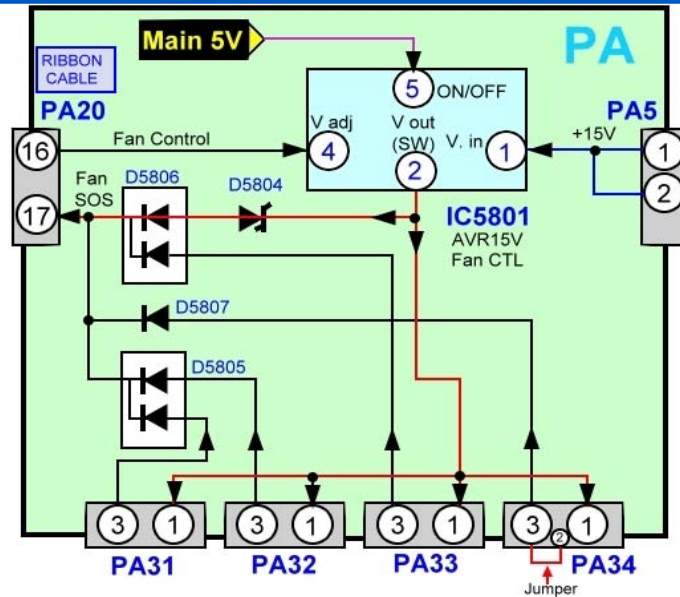 Main 5V
PA
RIBBON
CABLE
PA20
5
ON/OFF
PA5
16
Fan Control
V adj
4
V out
(SW)
2
V. in
1
+15V
1
2
17
Fan
SOS
D5806
D5804
IC5801
AVR15V
Fan CTL
D5807
D5805
3
1
3
1
3
1
3
2
1
PA31
PA32
PA33
PA34
Jumper